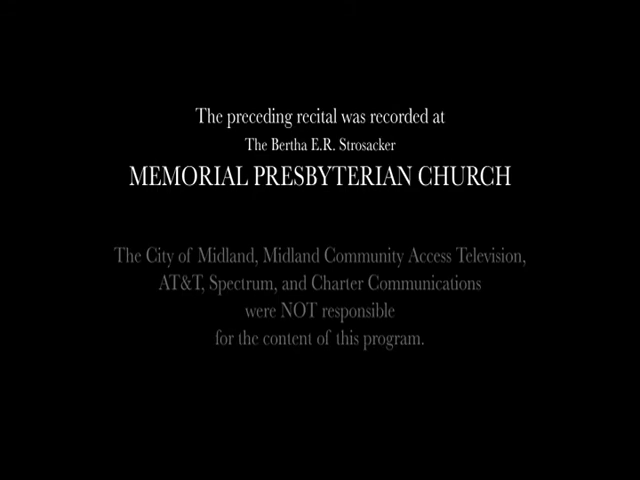 The preceding recital was recorded at
The Bertha E.R. Strosacker
MEMORIAL PRESBYTERIAN CHURCH
The City of Midland, Midland Community Access Television,
AT&T, Spectrum, and Charter Communications
were NOT responsible
for the content of this program.